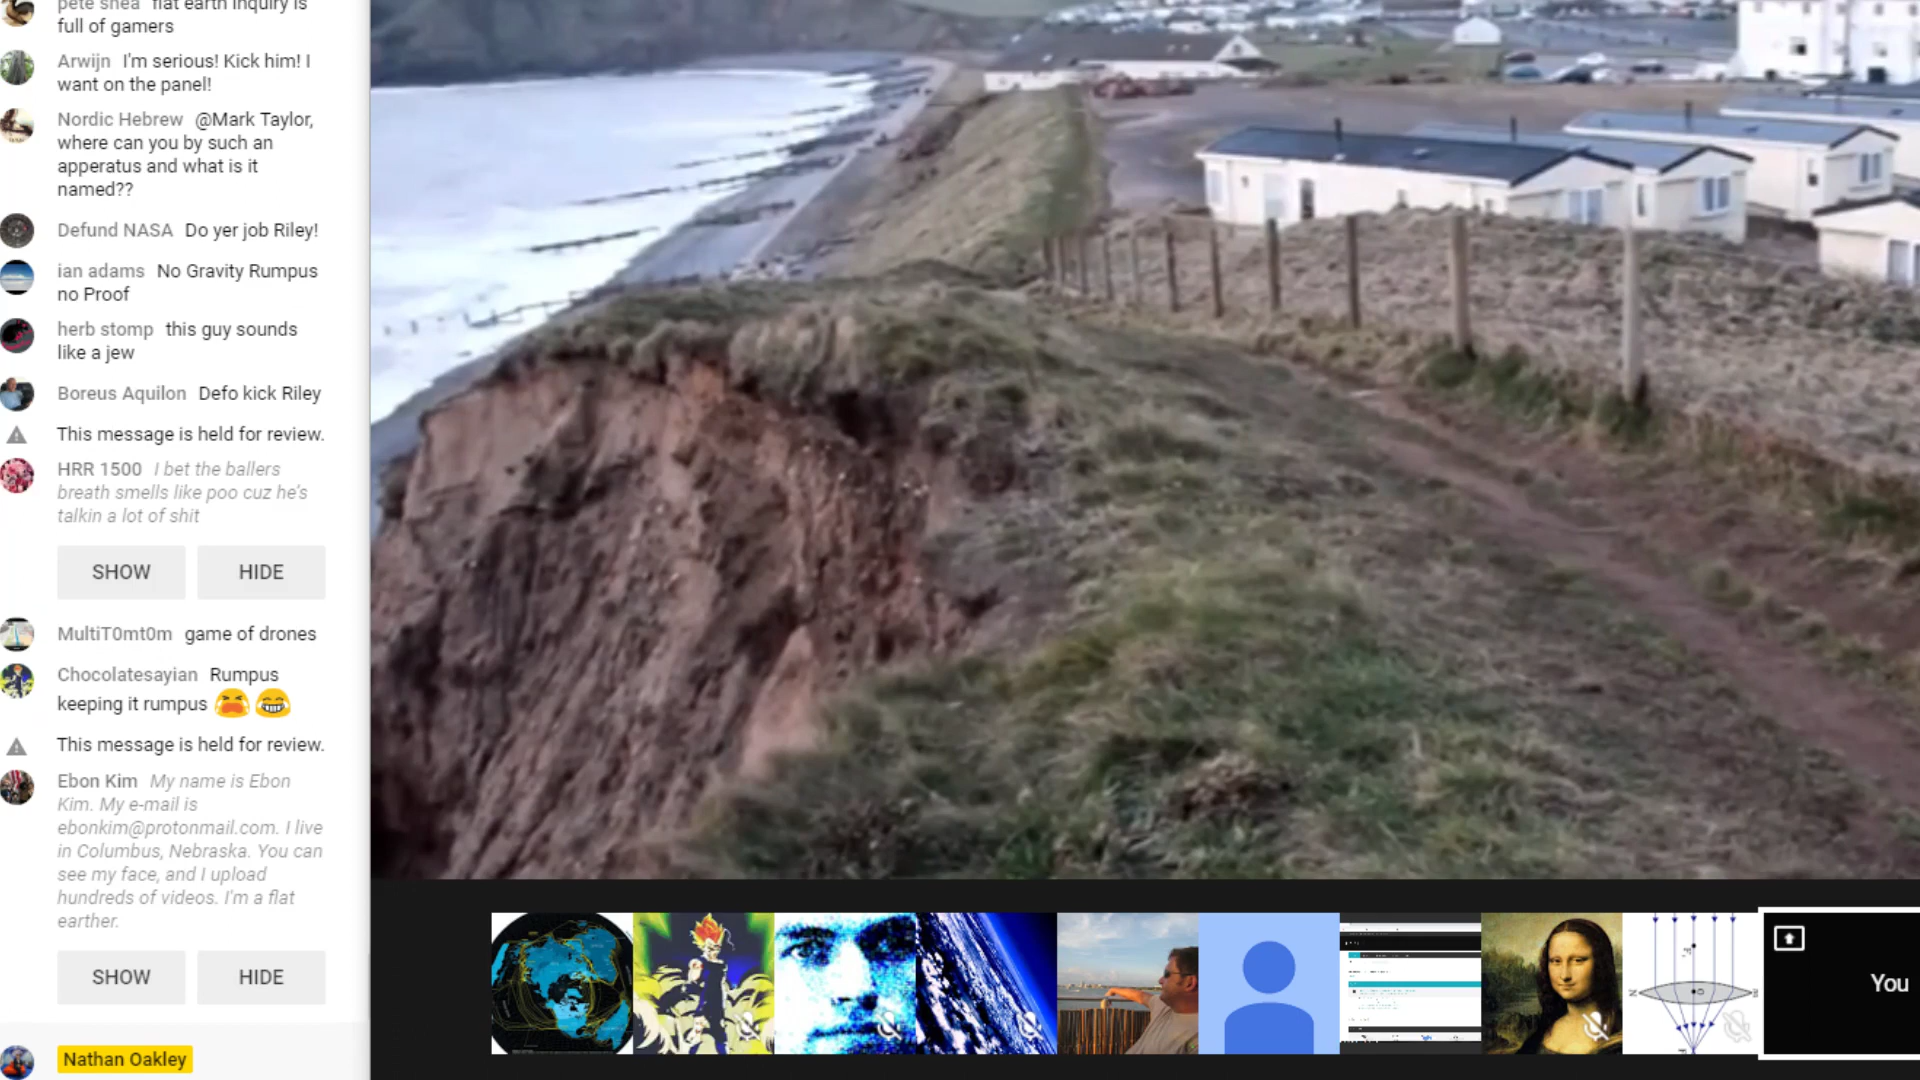 pete shea flat earth inquiry is
full of gamers
Arwijn I'm serious! Kick him! I
want on the panel!
Nordic Hebrew @Mark Taylor,
where can you by such an
apperatus and what is it
named??
Defund NASA Do yer job Riley!
ian adams No Gravity Rumpus
no Proof
herb stomp this guy sounds
like a jew
Boreus Aquilon Defo kick Riley
This message is held for review.
HRR 1500 I bet the ballers
breath smells like poo cuz he's
talkin a lot of shit
SHOW HIDE
MultiT0mt0m game of drones
Chocolatesayian Rumpus
keeping it rumpus
This message is held for review.
Ebon Kim My name is Ebon
Kim. My e-mail is
ebonkim@protonmail.com. I live
in Columbus, Nebraska. You can
see my face, and I upload
hundreds of videos. I'm a flat
earther.
SHOW HIDE
Nathan Oakley
You